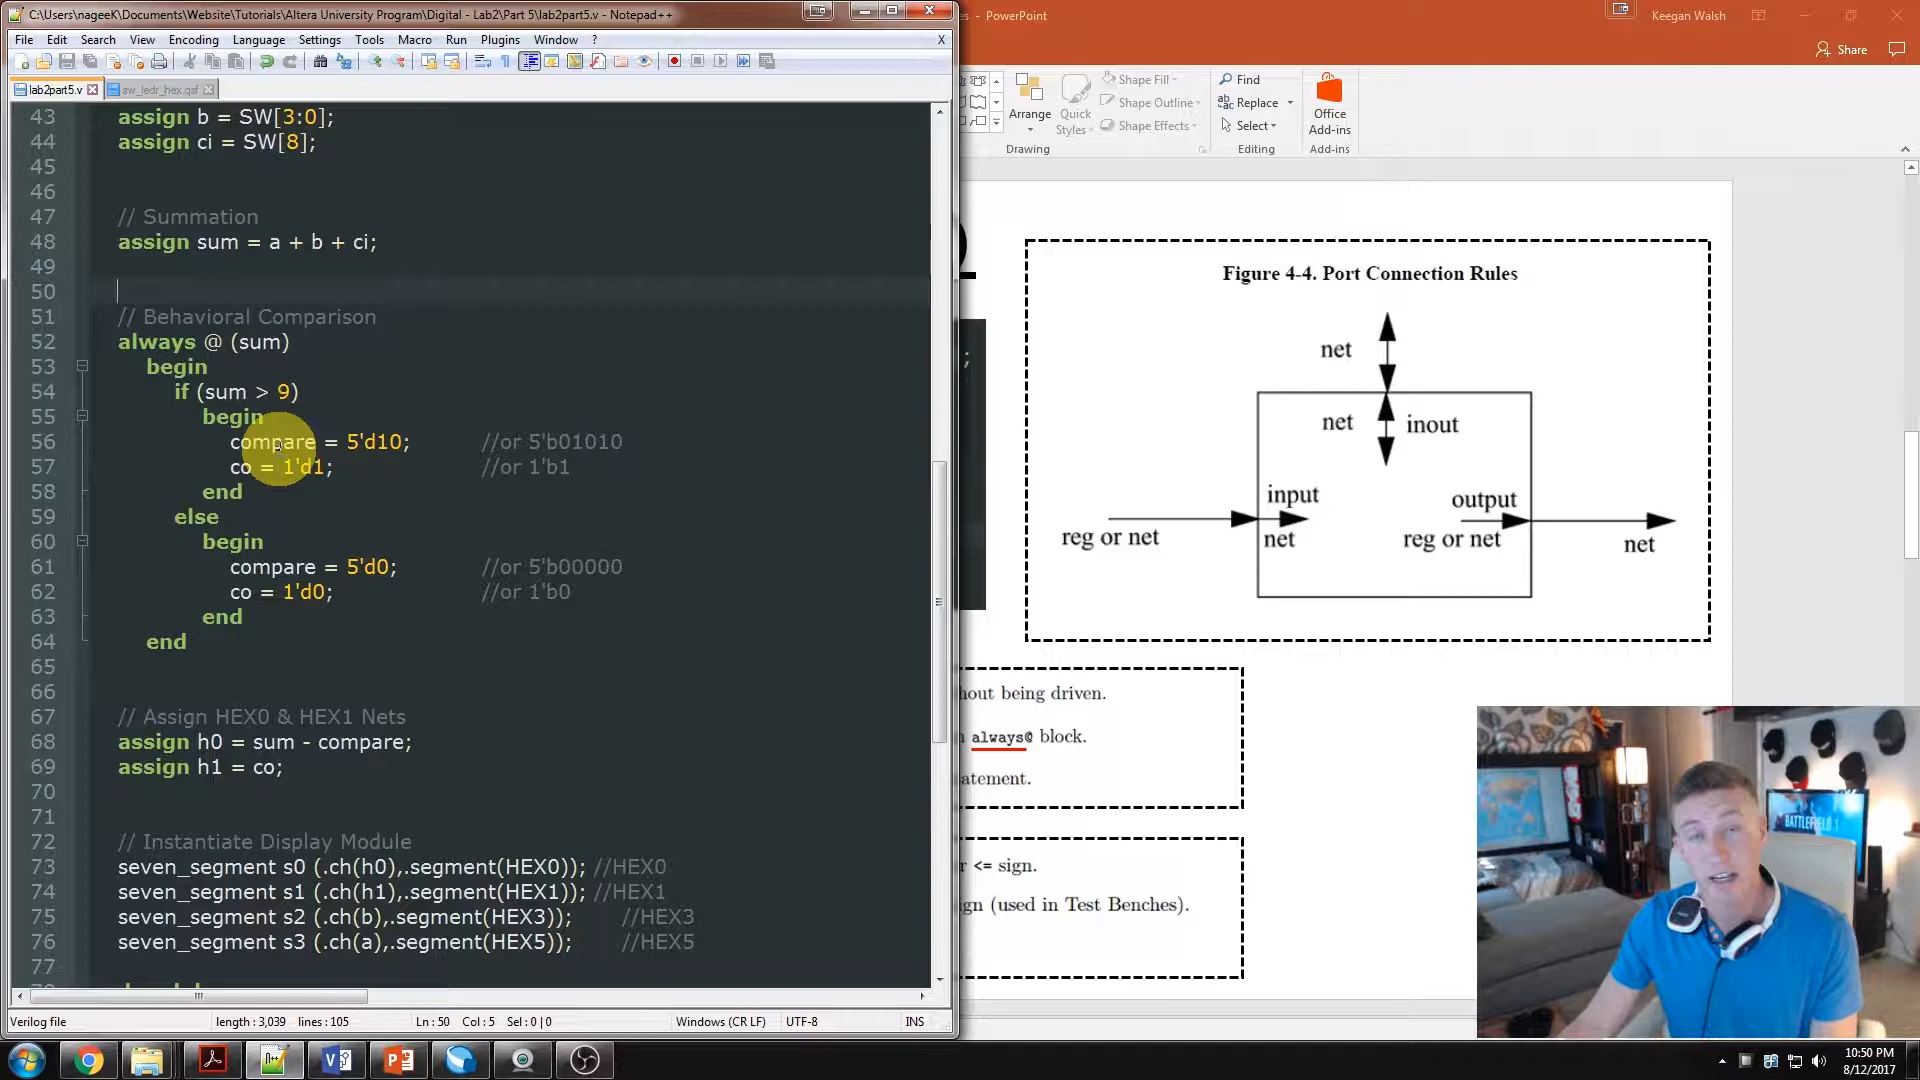 C:\Users\nageeK\Documents\Website\Tutorials\Altera University Program\Digital - Lab2\Part 5\lab2part5.v - Notepad++
File Edit Search View Encoding Language Settings Tools Macro Run Plugins Window ? X
lab2part5.v sw_ledr_hex.qsf
43 assign b = SW[3:0];
44 assign ci = SW[8];
45
46
47 // Summation
48 assign sum = a + b + ci;
49
50
51 // Behavioral Comparison
52 always @ (sum)
53 begin
54 if (sum > 9)
55 begin
56 compare = 5'd10; //or 5'b01010
57 co = 1'd1; //or 1'b1
58 end
59 else
60 begin
61 compare = 5'd0; //or 5'b00000
62 co = 1'd0; //or 1'b0
63 end
64 end
65
66
67 // Assign HEX0 & HEX1 Nets
68 assign h0 = sum - compare;
69 assign h1 = co;
70
71
72 // Instantiate Display Module
73 seven_segment s0 (.ch(h0),.segment(HEX0)); //HEX0
74 seven_segment s1 (.ch(h1),.segment(HEX1)); //HEX1
75 seven_segment s2 (.ch(b),.segment(HEX3)); //HEX3
76 seven_segment s3 (.ch(a),.segment(HEX5)); //HEX5
77
Verilog file length : 3,039 lines : 105 Ln : 50 Col : 5 Sel : 0 | 0 Windows (CR LF) UTF-8 INS
- PowerPoint Keegan Walsh
Share
Arrange
Quick
Styles
Shape Fill
Shape Outline
Shape Effects
Drawing
Find
Replace
Select
Editing
Office
Add-ins
Add-ins
;
Figure 4-4. Port Connection Rules
net
net inout
input output
reg or net net reg or net net
hout being driven.
always@ block.
atement.
r <= sign.
ign (used in Test Benches).
BATTLEFIELD 1
10:50 PM
8/12/2017